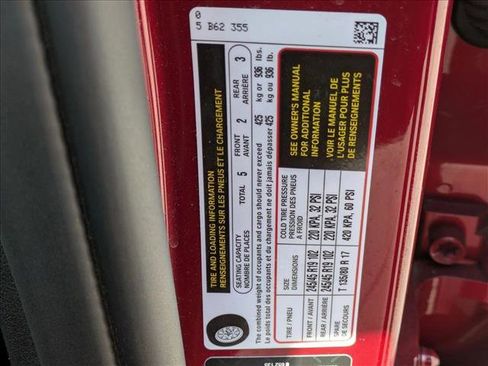 0
5 B62 355
TIRE AND LOADING INFORMATION
RENSEIGNEMENTS SUR LES PNEUS ET LE CHARGEMENT
SEATING CAPACITY
NOMBRE DE PLACES
TOTAL 5
FRONT
AVANT 2
REAR
ARRIÈRE 3
The combined weight of occupants and cargo should never exceed 425 kg or 936 lbs.
Le poids total des occupants et du chargement ne doit jamais dépasser 425 kg ou 936 lb.
TIRE / PNEU
SIZE
DIMENSIONS
COLD TIRE PRESSURE
PRESSION DES PNEUS
A FROID
FRONT / AVANT 245/45 R19 102 220 KPA, 32 PSI
REAR / ARRIÈRE 245/45 R19 102 220 KPA, 32 PSI
SPARE
DE SECOURS T 135/80 R 17 420 KPA, 60 PSI
SEE OWNER'S MANUAL
FOR ADDITIONAL
INFORMATION
VOIR LE MANUEL DE
L'USAGER POUR PLUS
DE RENSEIGNEMENTS